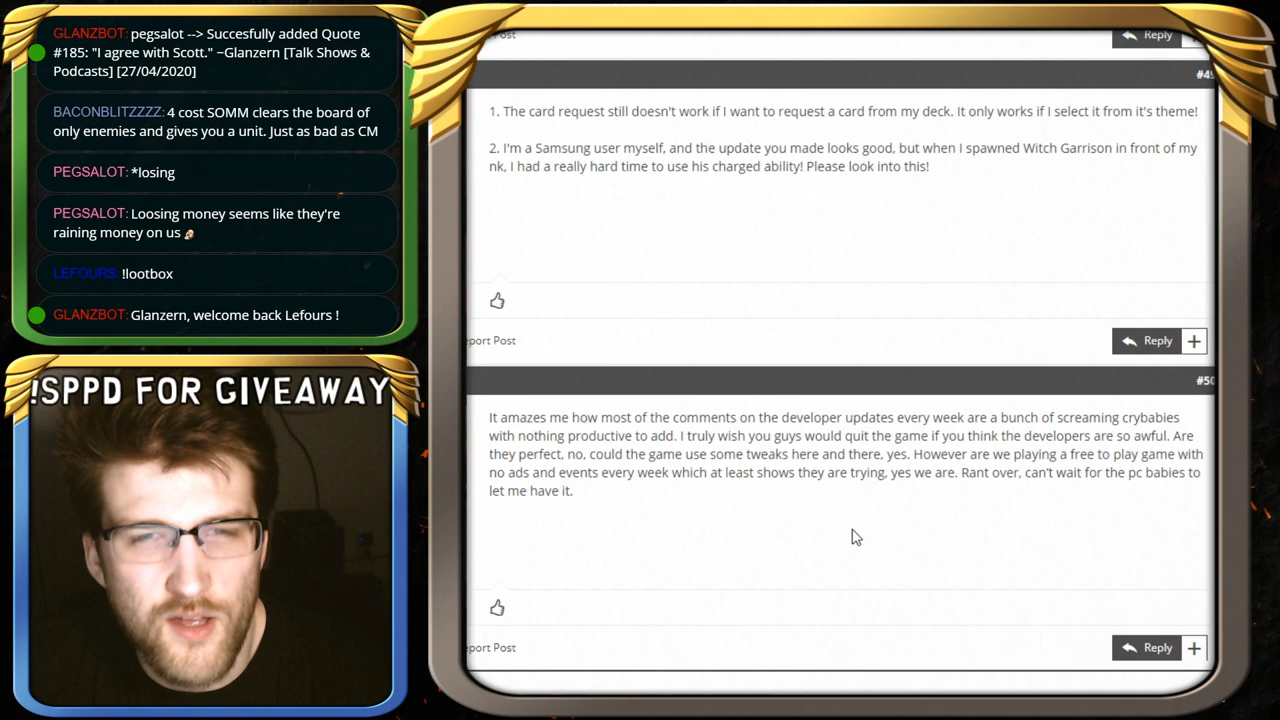 GLANZBOT: pegsalot --> Succesfully added Quote
#185: "I agree with Scott." ~Glanzern [Talk Shows &
Podcasts] [27/04/2020]
BACONBLITZZZZ: 4 cost SOMM clears the board of
only enemies and gives you a unit. Just as bad as CM
PEGSALOT: *losing
PEGSALOT: Loosing money seems like they're
raining money on us
LEFOURS: !lootbox
GLANZBOT: Glanzern, welcome back Lefours !
!SPPD FOR GIVEAWAY
ost
Reply
#49
1. The card request still doesn't work if I want to request a card from my deck. It only works if I select it from it's theme!
2. I'm a Samsung user myself, and the update you made looks good, but when I spawned Witch Garrison in front of my
nk, I had a really hard time to use his charged ability! Please look into this!
eport Post
Reply +
#50
It amazes me how most of the comments on the developer updates every week are a bunch of screaming crybabies
with nothing productive to add. I truly wish you guys would quit the game if you think the developers are so awful. Are
they perfect, no, could the game use some tweaks here and there, yes. However are we playing a free to play game with
no ads and events every week which at least shows they are trying, yes we are. Rant over, can't wait for the pc babies to
let me have it.
eport Post
Reply +